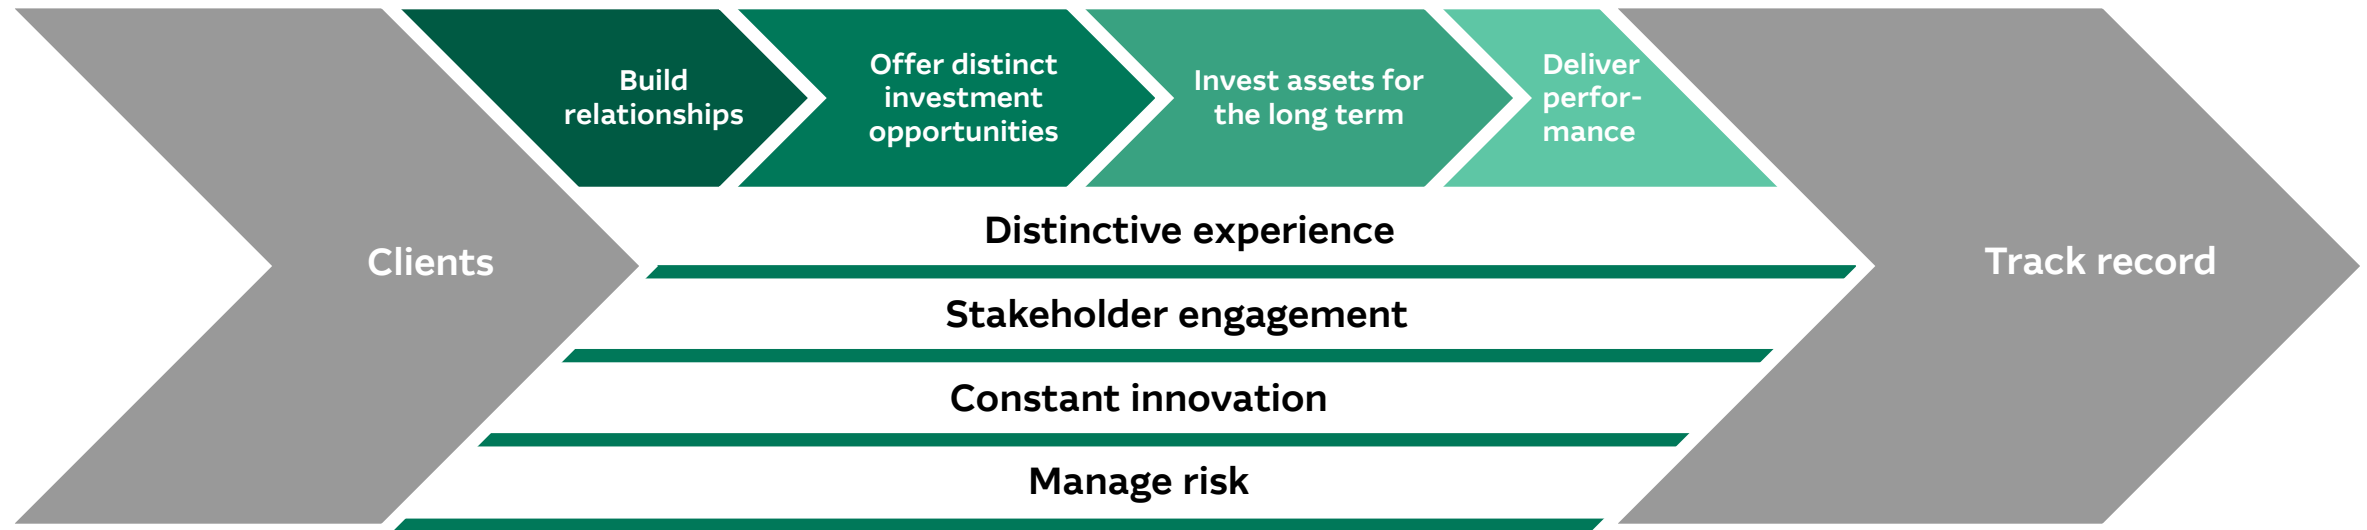 Clients
Build
relationships
Offer distinct
investment
opportunities
Invest assets for
the long term
Deliver
perfor-
mance
Distinctive experience
Stakeholder engagement
Constant innovation
Manage risk
Track record